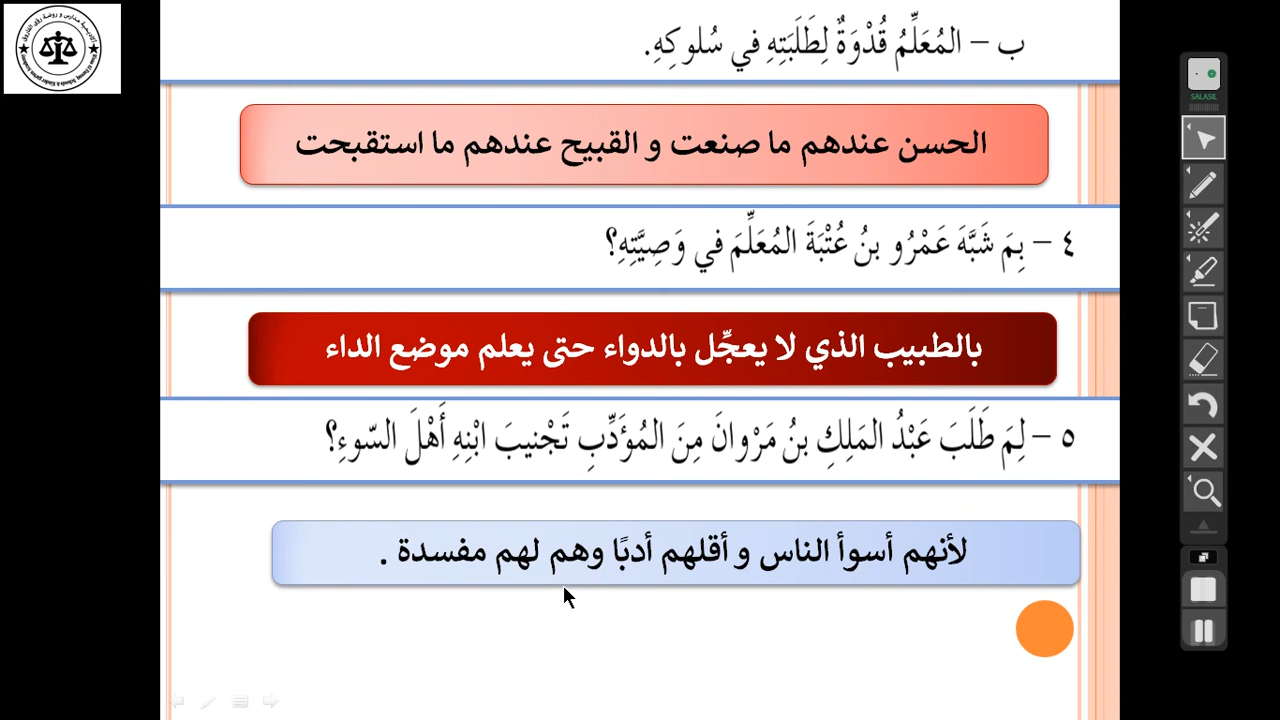 ب – المُعَلِّمُ قُدْوَةٌ لِطَلَبَتِهِ في سُلوكِهِ.
الحسن عندهم ما صنعت و القبيح عندهم ما استقبحت
٤ – بِمَ شَبَّهَ عَمْرُو بنُ عُتْبَةَ المُعَلِّمَ في وَصِيَّتِهِ؟
بالطبيب الذي لا يعجِّل بالدواء حتى يعلم موضع الداء
٥ – لِمَ طَلَبَ عَبْدُ المَلِكِ بنُ مَرْوانَ مِنَ المُؤَدِّبِ تَجْنيبَ ابْنِهِ أَهْلَ السّوءِ؟
لأنهم أسوأ الناس و أقلهم أدبًا وهم لهم مفسدة .
SALASIL